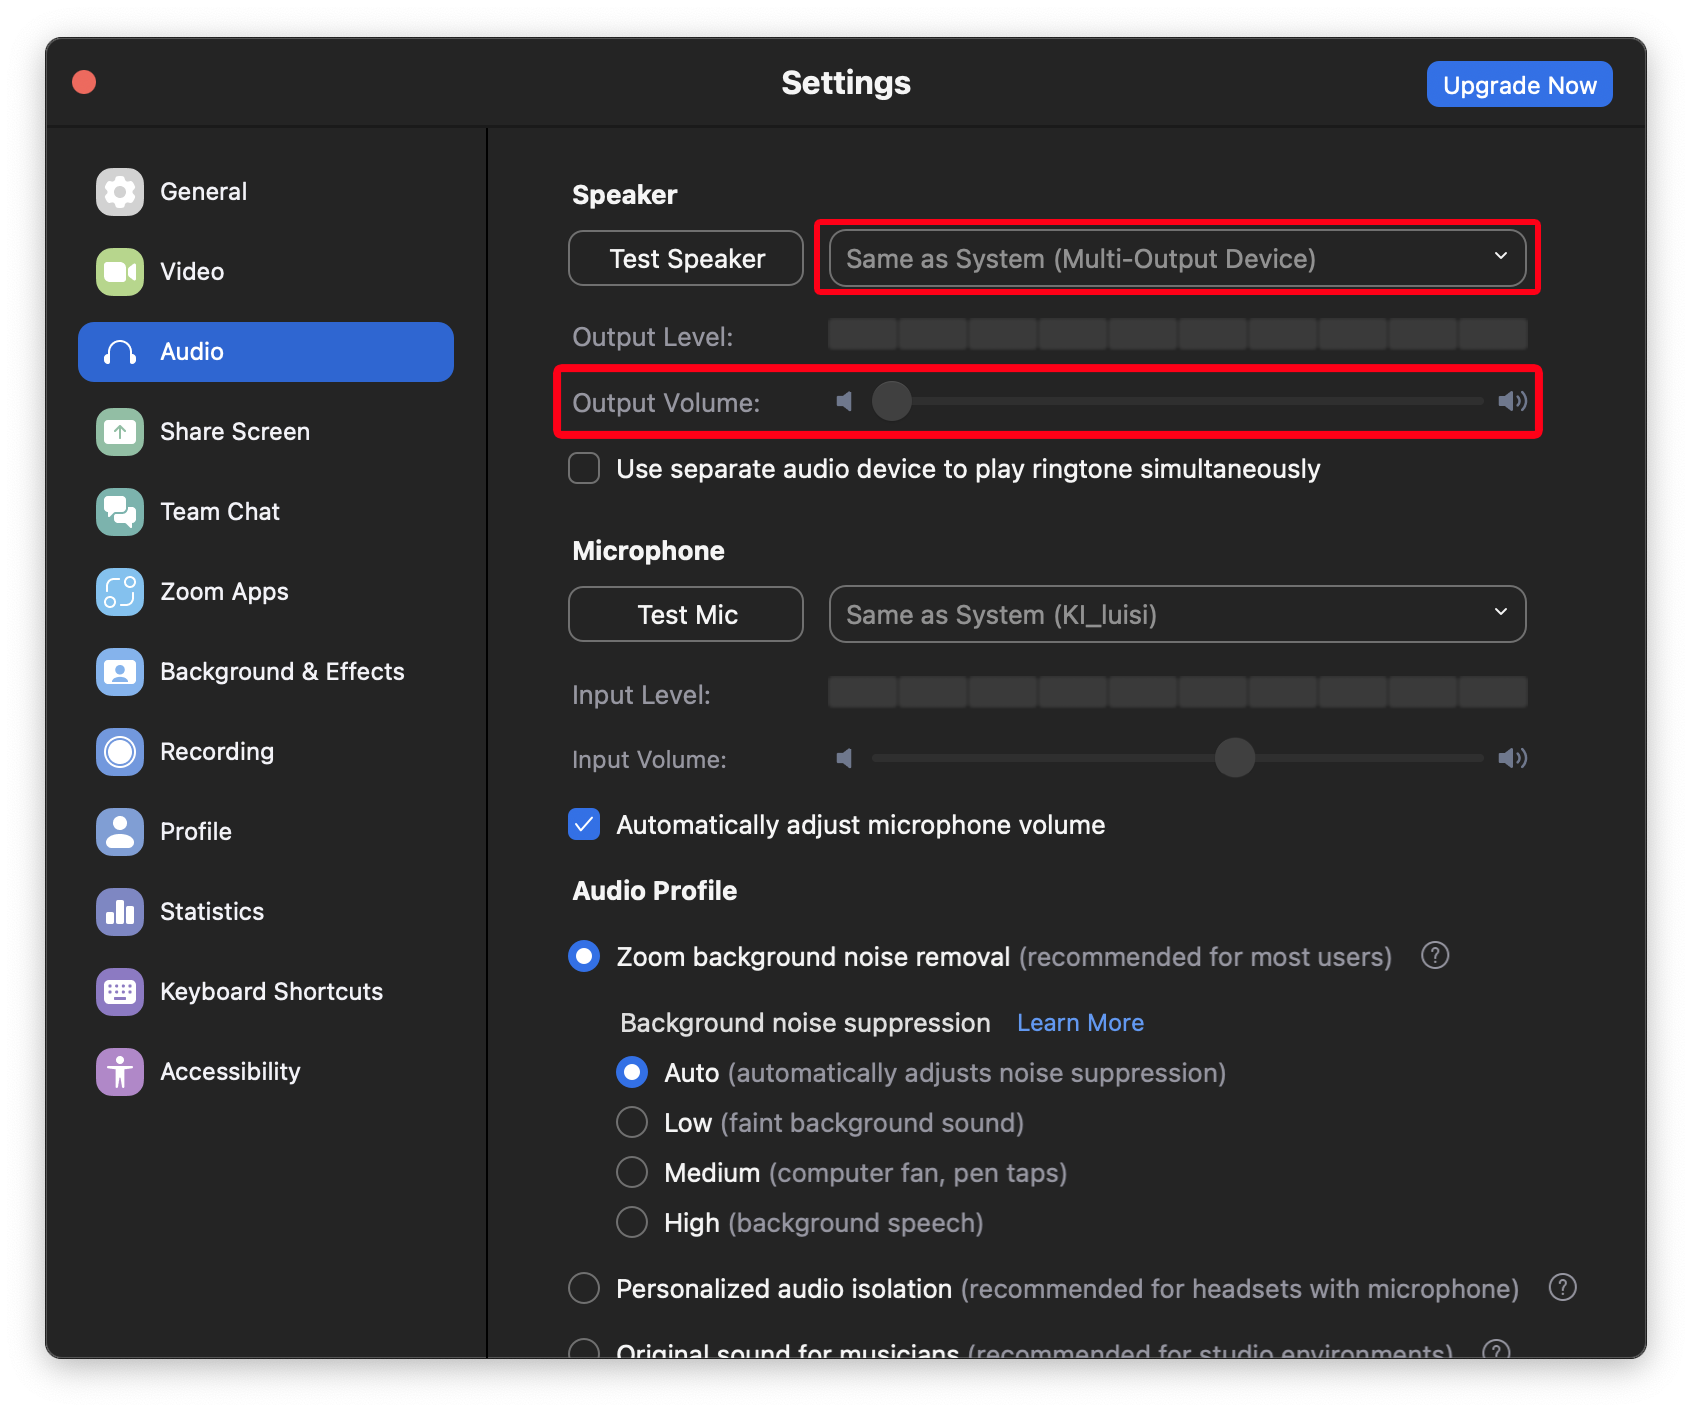 Settings
Upgrade Now
General
Video
Audio
Share Screen
Team Chat
Zoom Apps
Background & Effects
Recording
Profile
Statistics
Keyboard Shortcuts
Accessibility
Speaker
Test Speaker
Same as System (Multi-Output Device)
Output Level:
Output Volume:
Use separate audio device to play ringtone simultaneously
Microphone
Test Mic
Same as System (KI_luisi)
Input Level:
Input Volume:
Automatically adjust microphone volume
Audio Profile
Zoom background noise removal (recommended for most users) ?
Background noise suppression Learn More
Auto (automatically adjusts noise suppression)
Low (faint background sound)
Medium (computer fan, pen taps)
High (background speech)
Personalized audio isolation (recommended for headsets with microphone) ?
Original sound for musicians (recommended for studio environments) ?